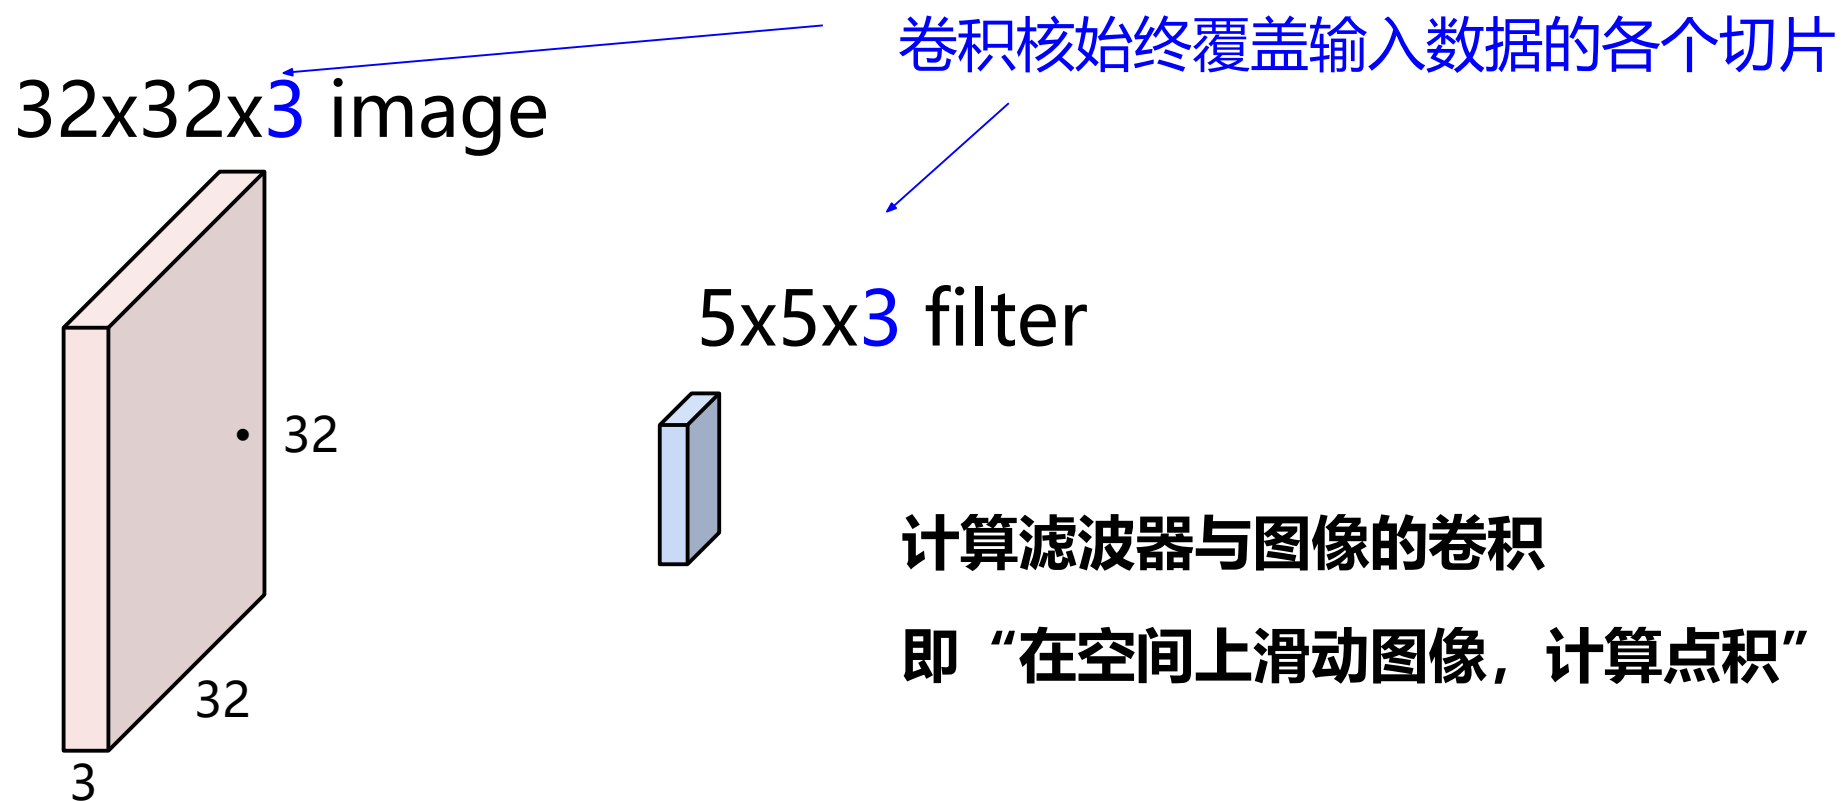 卷积核始终覆盖输入数据的各个切片
32x32x3 image
5x5x3 filter
32
32
3
计算滤波器与图像的卷积
即“在空间上滑动图像，计算点积”